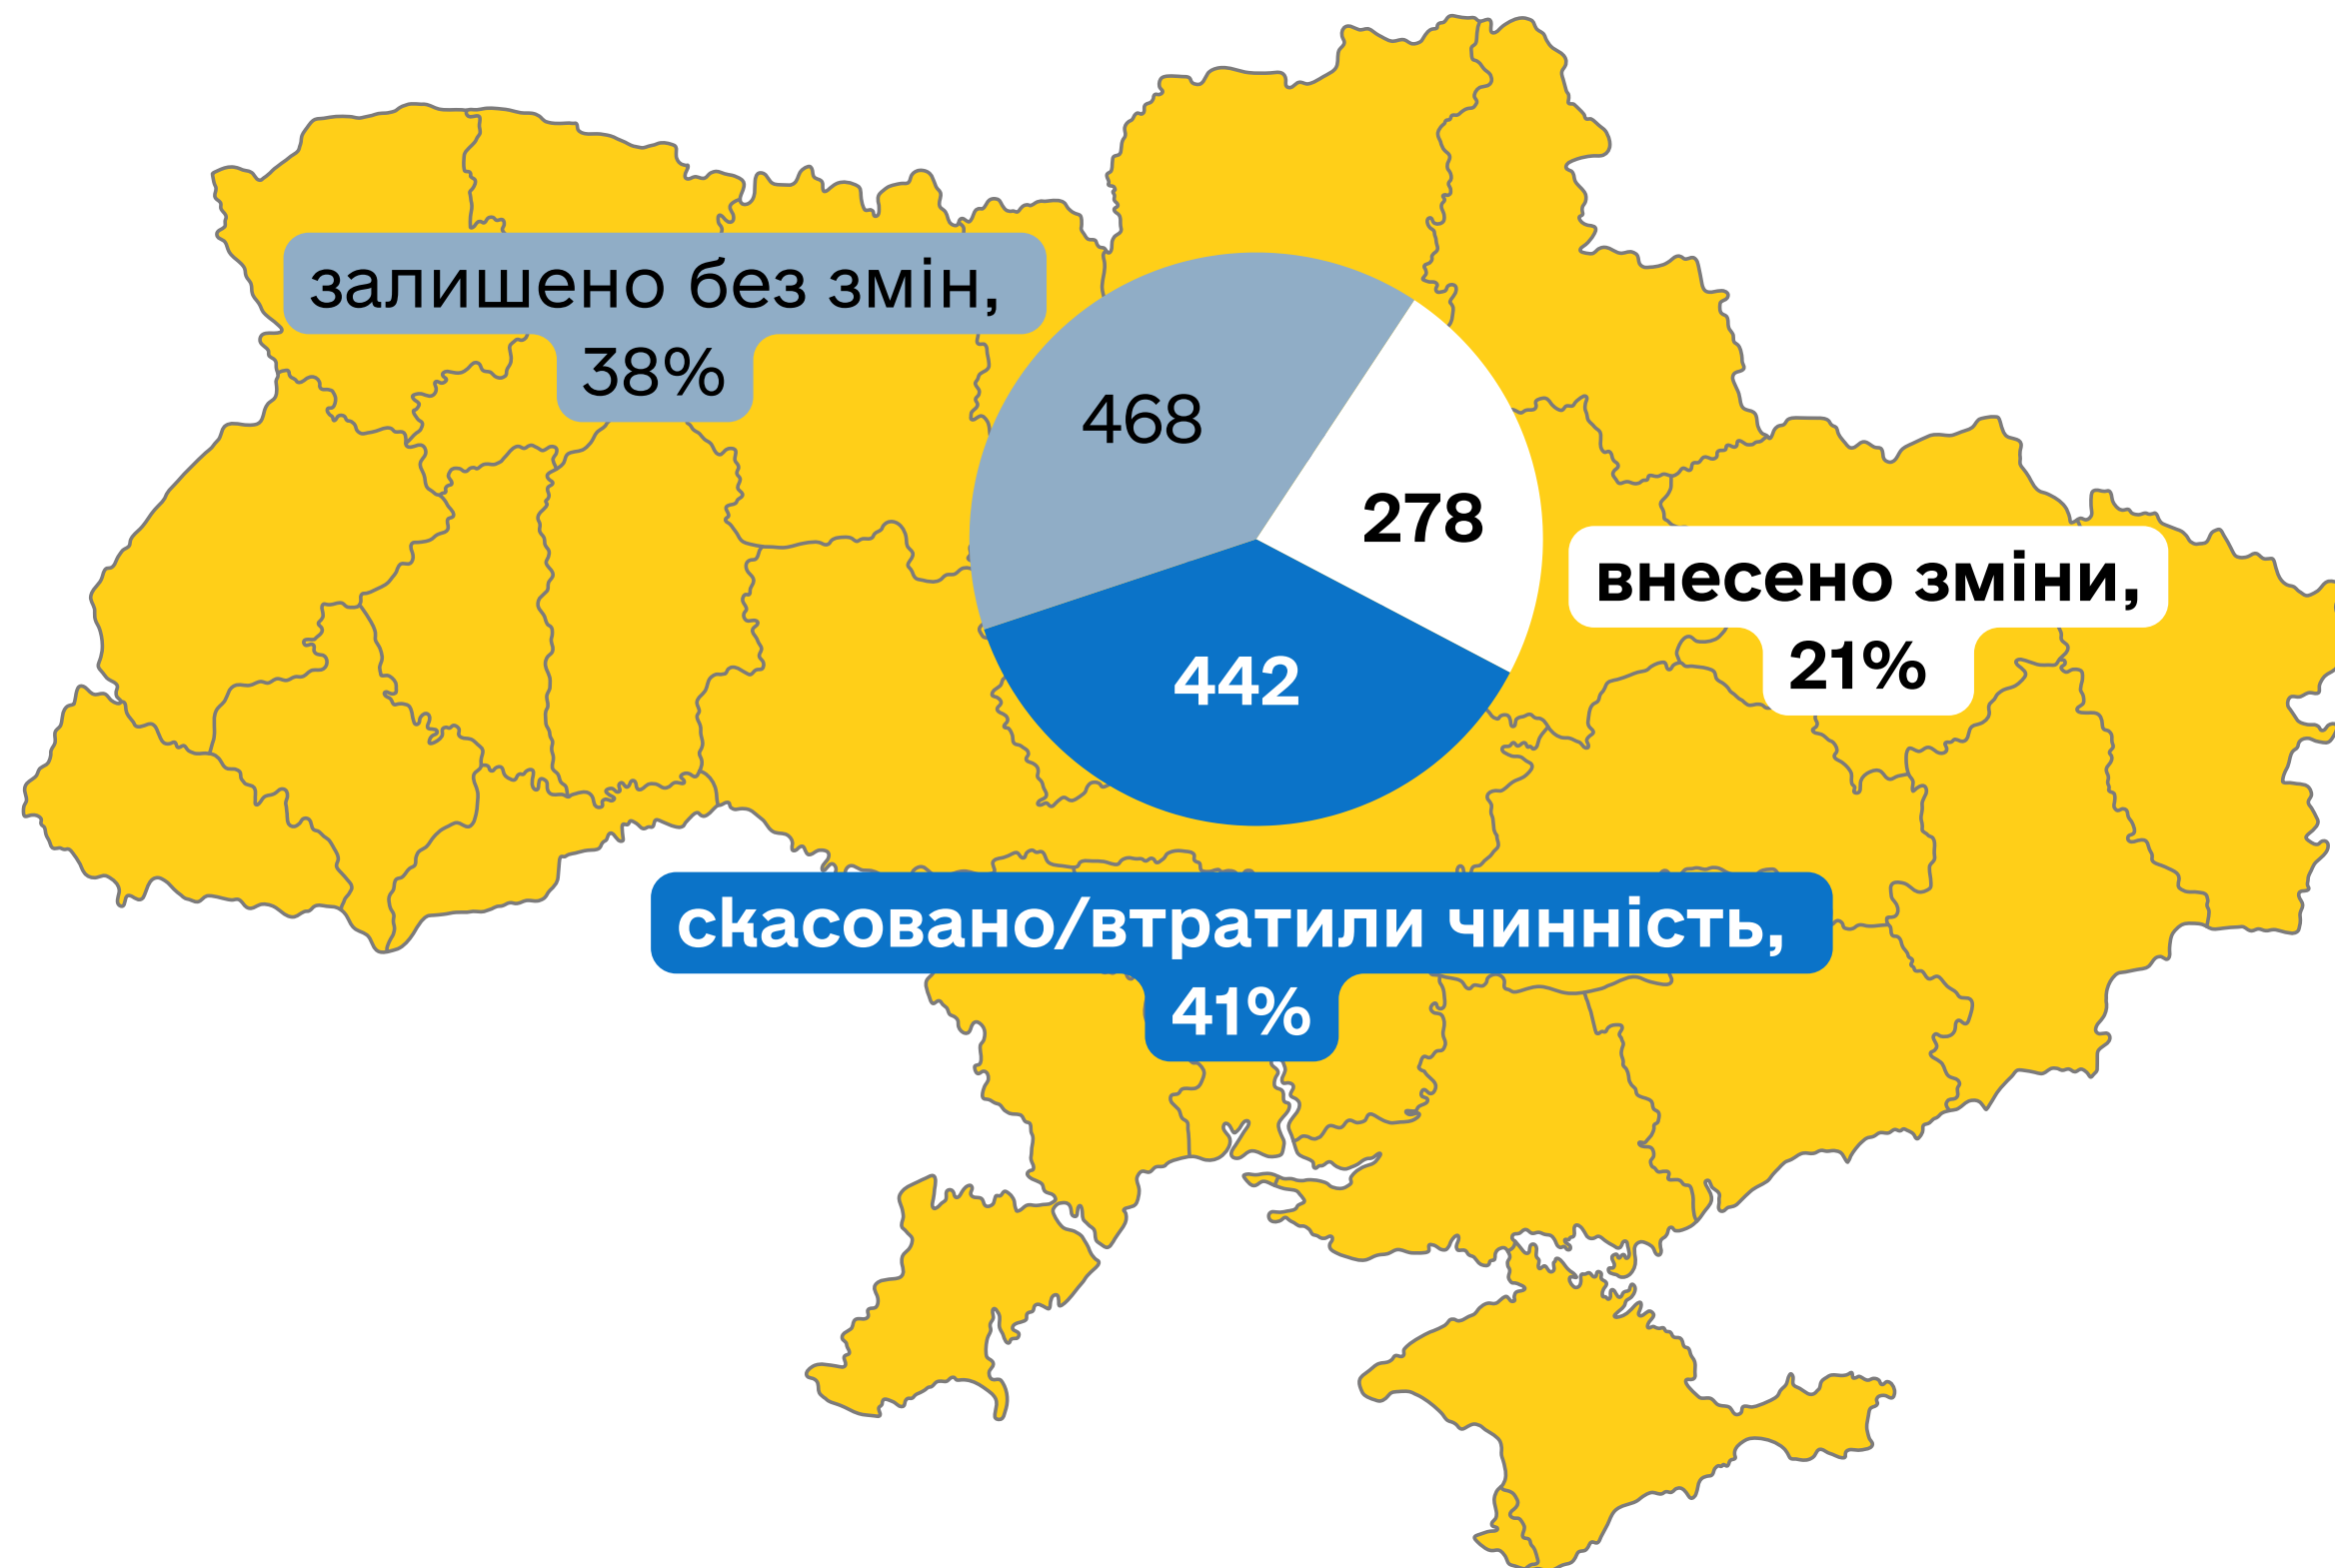 залишено без змін,
38%
468
278
внесено зміни,
21%
442
скасовано/втратили чинність,
41%